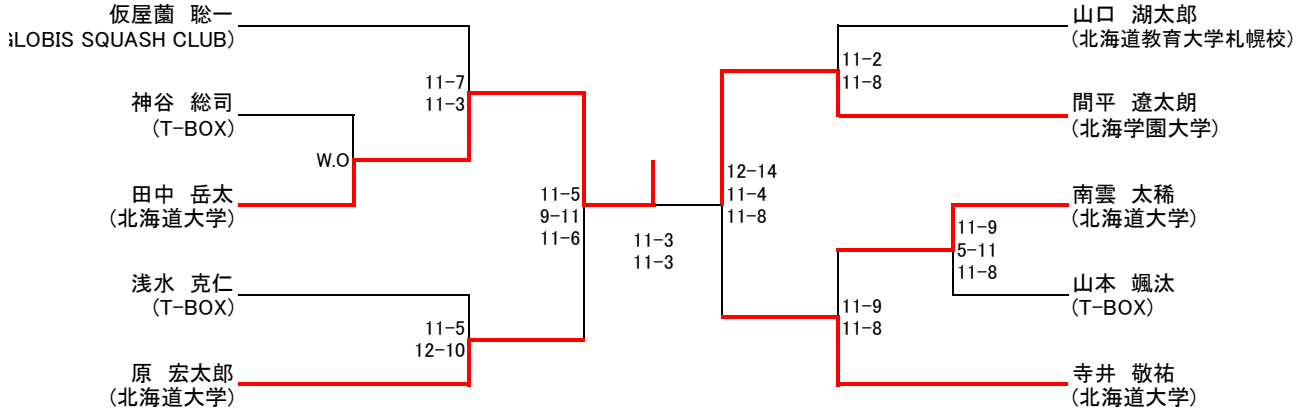 仮屋薗 聡一
GLOBIS SQUASH CLUB)
11-7
11-3
神谷 総司
(T-BOX)
W.O
田中 岳太
(北海道大学)
11-5
9-11
11-6
浅水 克仁
(T-BOX)
11-5
12-10
原 宏太郎
(北海道大学)
11-3
11-3
山口 湖太郎
(北海道教育大学札幌校)
11-2
11-8
間平 遼太朗
(北海学園大学)
12-14
11-4
11-8
南雲 太稀
(北海道大学)
11-9
5-11
11-8
山本 颯汰
(T-BOX)
11-9
11-8
寺井 敬祐
(北海道大学)